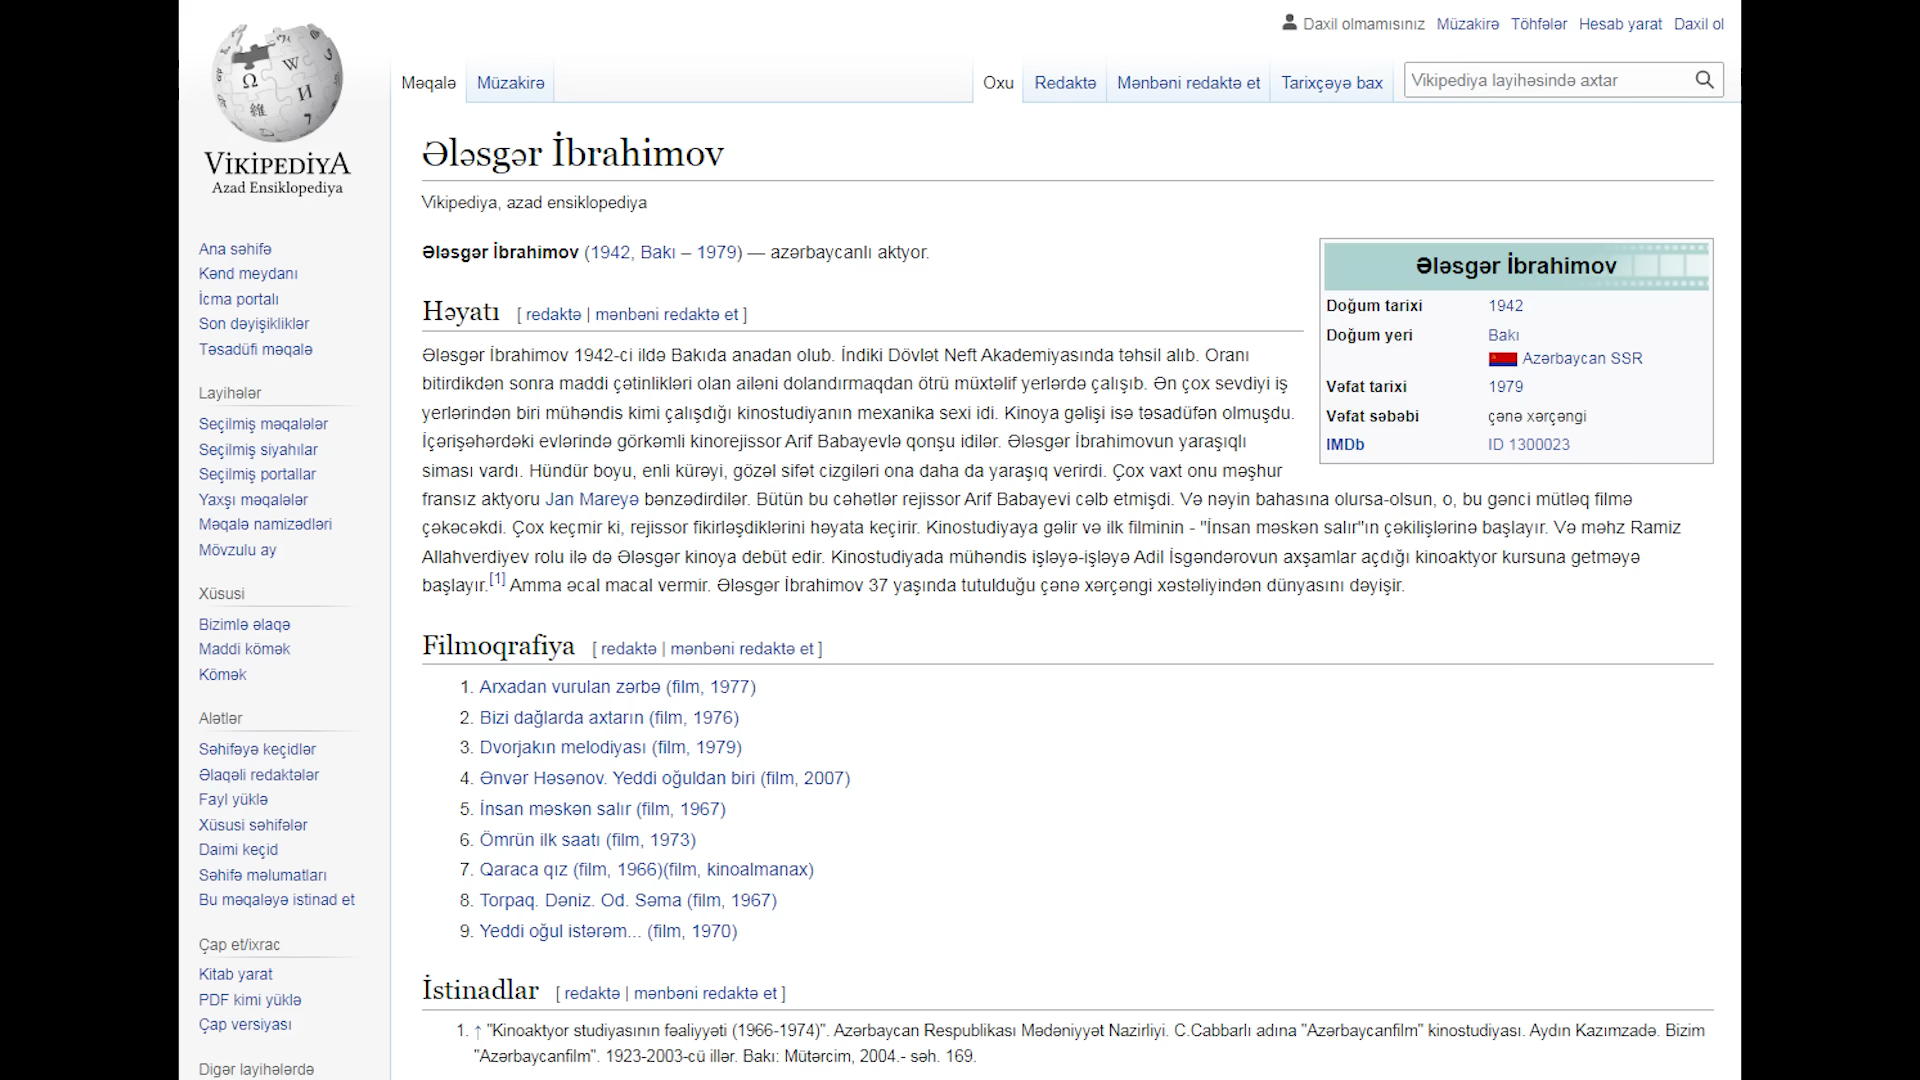 Daxil olmamısınız Müzakirə Töhfələr Hesab yarat Daxil ol
Məqalə Müzakirə Oxu Redaktə Mənbəni redaktə et Tarixçəyə bax Vikipediya layihəsində axtar
VİKİPEDİYA
Azad Ensiklopediya
Ana səhifə
Kənd meydanı
İcma portalı
Son dəyişikliklər
Təsadüfi məqalə
Layihələr
Seçilmiş məqalələr
Seçilmiş siyahılar
Seçilmiş portallar
Yaxşı məqalələr
Məqalə namizədləri
Mövzulu ay
Xüsusi
Bizimlə əlaqə
Maddi kömək
Kömək
Alətlər
Səhifəyə keçidlər
Əlaqəli redaktələr
Fayl yüklə
Xüsusi səhifələr
Daimi keçid
Səhifə məlumatları
Bu məqaləyə istinad et
Çap et/ixrac
Kitab yarat
PDF kimi yüklə
Çap versiyası
Digər layihələrdə
Ələsgər İbrahimov
Vikipediya, azad ensiklopediya
Ələsgər İbrahimov (1942, Bakı – 1979) — azərbaycanlı aktyor.
Həyatı [ redaktə | mənbəni redaktə et ]
Ələsgər İbrahimov 1942-ci ildə Bakıda anadan olub. İndiki Dövlət Neft Akademiyasında təhsil alıb. Oranı
bitirdikdən sonra maddi çətinlikləri olan ailəni dolandırmaqdan ötrü müxtəlif yerlərdə çalışıb. Ən çox sevdiyi iş
yerlərindən biri mühəndis kimi çalışdığı kinostudiyanın mexanika sexi idi. Kinoya gəlişi isə təsadüfən olmuşdu.
İçərişəhərdəki evlərində görkəmli kinorejissor Arif Babayevlə qonşu idilər. Ələsgər İbrahimovun yaraşıqlı
siması vardı. Hündür boyu, enli kürəyi, gözəl sifət cizgiləri ona daha da yaraşıq verirdi. Çox vaxt onu məşhur
fransız aktyoru Jan Mareyə bənzədirdilər. Bütün bu cəhətlər rejissor Arif Babayevi cəlb etmişdi. Və nəyin bahasına olursa-olsun, o, bu gənci mütləq filmə
çəkəcəkdi. Çox keçmir ki, rejissor fikirləşdiklərini həyata keçirir. Kinostudiyaya gəlir və ilk filminin - "İnsan məskən salır"ın çəkilişlərinə başlayır. Və məhz Ramiz
Allahverdiyev rolu ilə də Ələsgər kinoya debüt edir. Kinostudiyada mühəndis işləyə-işləyə Adil İsgəndərovun axşamlar açdığı kinoaktyor kursuna getməyə
başlayır.[1] Amma əcal macal vermir. Ələsgər İbrahimov 37 yaşında tutulduğu çənə xərçəngi xəstəliyindən dünyasını dəyişir.
Ələsgər İbrahimov
Doğum tarixi 1942
Doğum yeri Bakı
Azərbaycan SSR
Vəfat tarixi 1979
Vəfat səbəbi çənə xərçəngi
IMDb ID 1300023
Filmoqrafiya [ redaktə | mənbəni redaktə et ]
1. Arxadan vurulan zərbə (film, 1977)
2. Bizi dağlarda axtarın (film, 1976)
3. Dvorjakın melodiyası (film, 1979)
4. Ənvər Həsənov. Yeddi oğuldan biri (film, 2007)
5. İnsan məskən salır (film, 1967)
6. Ömrün ilk saatı (film, 1973)
7. Qaraca qız (film, 1966)(film, kinoalmanax)
8. Torpaq. Dəniz. Od. Səma (film, 1967)
9. Yeddi oğul istərəm... (film, 1970)
İstinadlar [ redaktə | mənbəni redaktə et ]
1. ↑ "Kinoaktyor studiyasının fəaliyyəti (1966-1974)". Azərbaycan Respublikası Mədəniyyət Nazirliyi. C.Cabbarlı adına "Azərbaycanfilm" kinostudiyası. Aydın Kazımzadə. Bizim
"Azərbaycanfilm". 1923-2003-cü illər. Bakı: Mütərcim, 2004.- səh. 169.